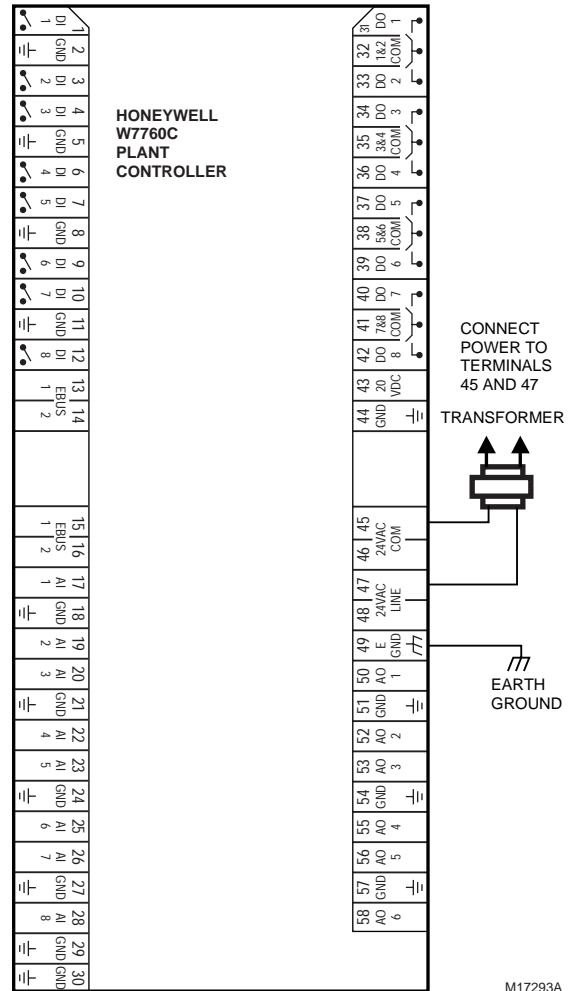 1 DI 1
2 GND
3 DI 2
4 DI 3
5 GND
6 DI 4
7 DI 5
8 GND
9 DI 6
10 DI 7
11 GND
12 DI 8
13 EBUS 1
14 2
15 EBUS 1
16 2
17 AI 1
18 GND
19 AI 2
20 AI 3
21 GND
22 AI 4
23 AI 5
24 GND
25 AI 6
26 AI 7
27 GND
28 AI 8
29 GND
30 GND
HONEYWELL
W7760C
PLANT
CONTROLLER
31 DO 1
32 1&2 COM
33 DO 2
34 DO 3
35 3&4 COM
36 DO 4
37 DO 5
38 5&6 COM
39 DO 6
40 DO 7
41 7&8 COM
42 DO 8
43 20 VDC
44 GND
45 24VAC
46 COM
47 24VAC
48 LINE
49 E GND
50 AO 1
51 GND
52 AO 2
53 AO 3
54 GND
55 AO 4
56 AO 5
57 GND
58 AO 6
CONNECT
POWER TO
TERMINALS
45 AND 47
TRANSFORMER
EARTH
GROUND
M17293A